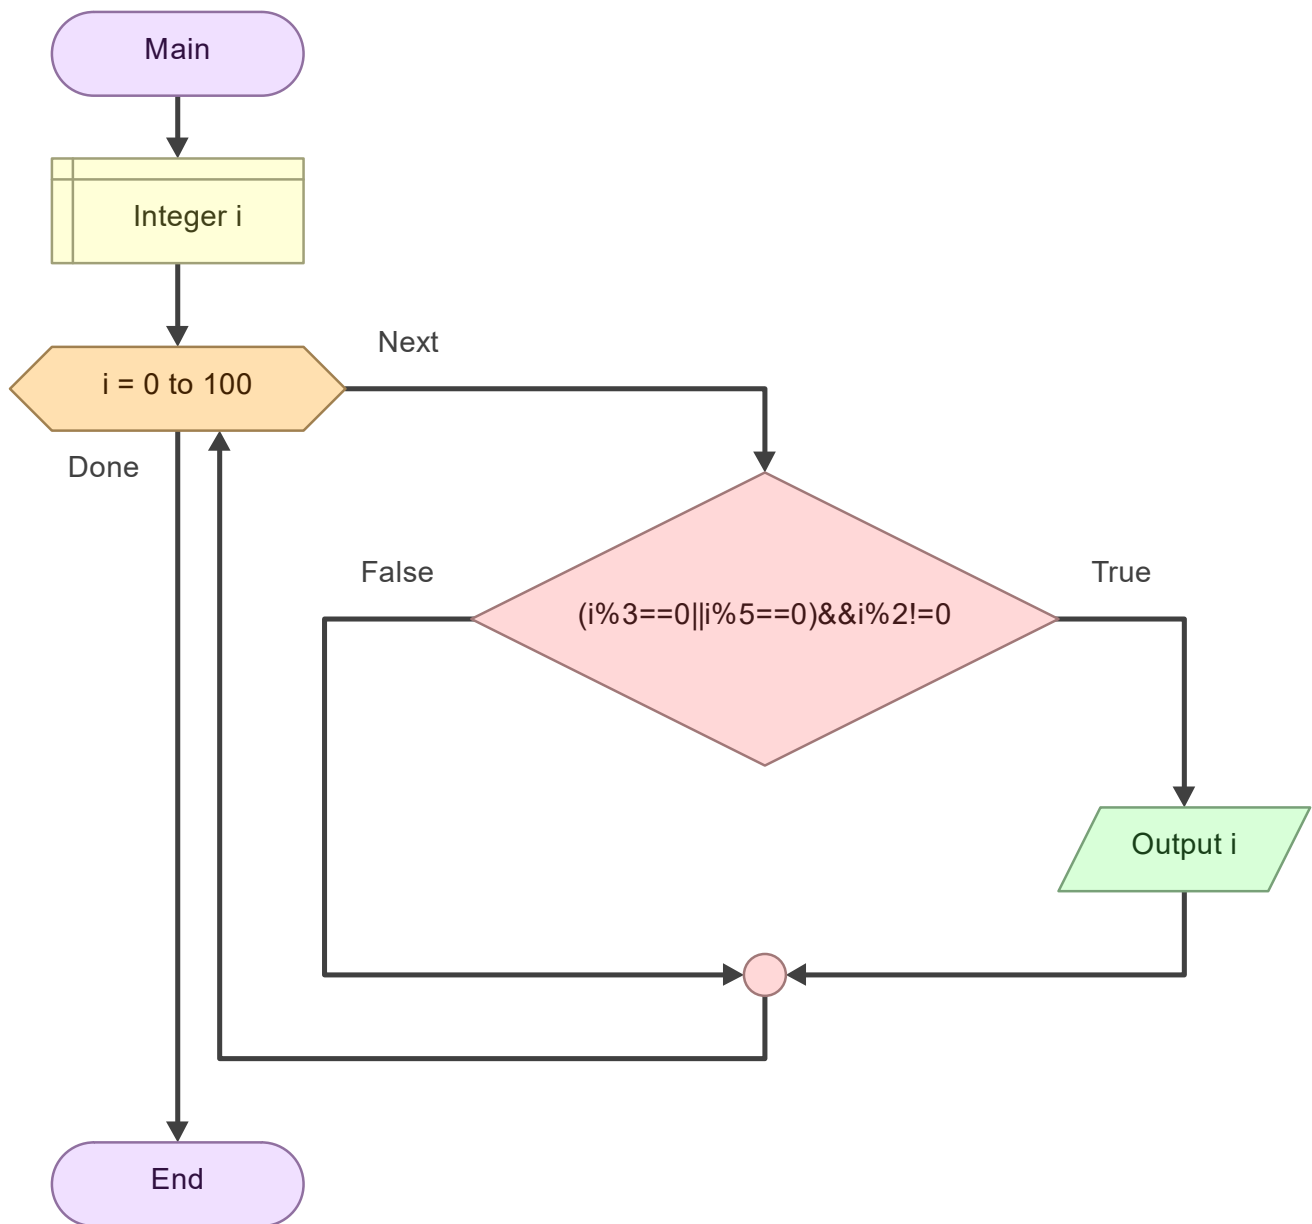 Main
Integer i
i = 0 to 100
Next
Done
False
True
(i%3==0||i%5==0)&&i%2!=0
Output i
End